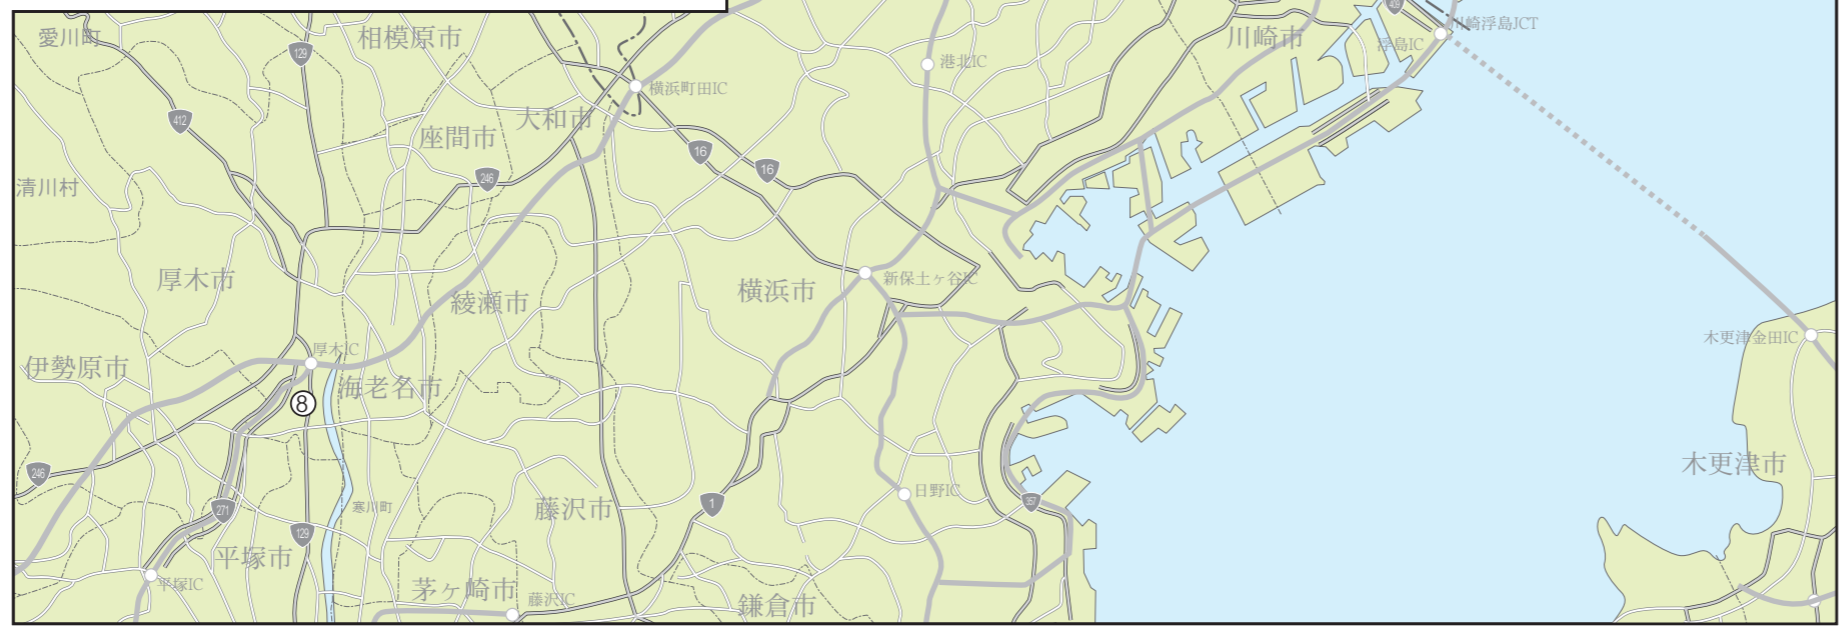 愛川町
相模原市
129
横浜町田IC
港北IC
川崎市
409
川崎浮島JCT
浮島IC
412
大和市
座間市
16
16
246
清川村
厚木市
綾瀬市
横浜市
新保土ヶ谷IC
厚木IC
伊勢原市
海老名市
8
木更津金田IC
木更津市
246
271
寒川町
藤沢市
1
日野IC
357
129
平塚市
平塚IC
茅ヶ崎市
藤沢IC
鎌倉市